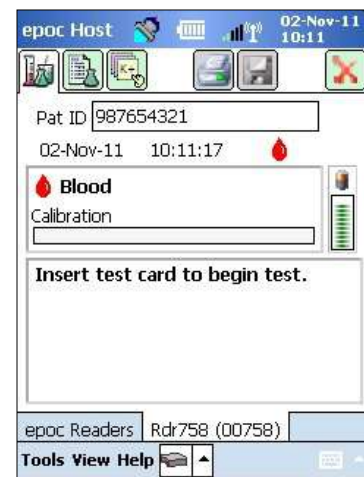 epoc Host 02-Nov-11
10:11
K+
Pat ID 987654321
02-Nov-11 10:11:17
Blood
Calibration
Insert test card to begin test.
epoc Readers Rdr758 (00758)
Tools View Help